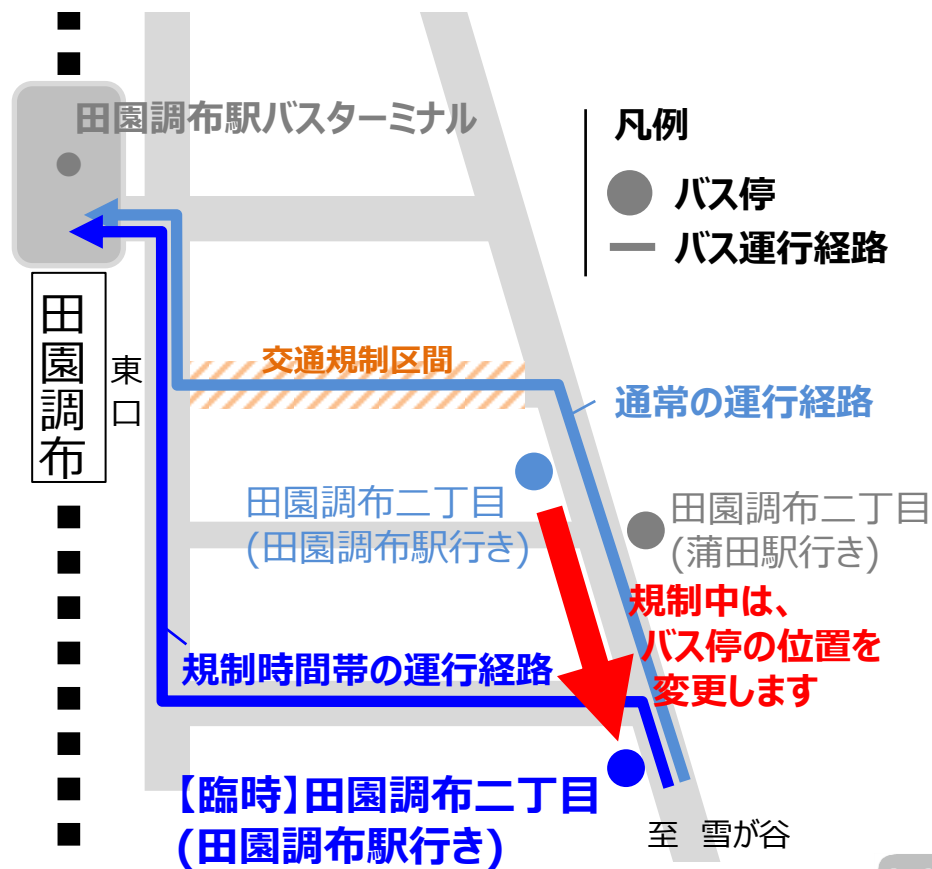 田園調布駅バスターミナル
凡例
バス停
バス運行経路
田園調布
東口
交通規制区間
通常の運行経路
田園調布二丁目
(田園調布駅行き)
田園調布二丁目
(蒲田駅行き)
規制中は、
バス停の位置を
変更します
規制時間帯の運行経路
【臨時】田園調布二丁目
(田園調布駅行き)
至 雪が谷